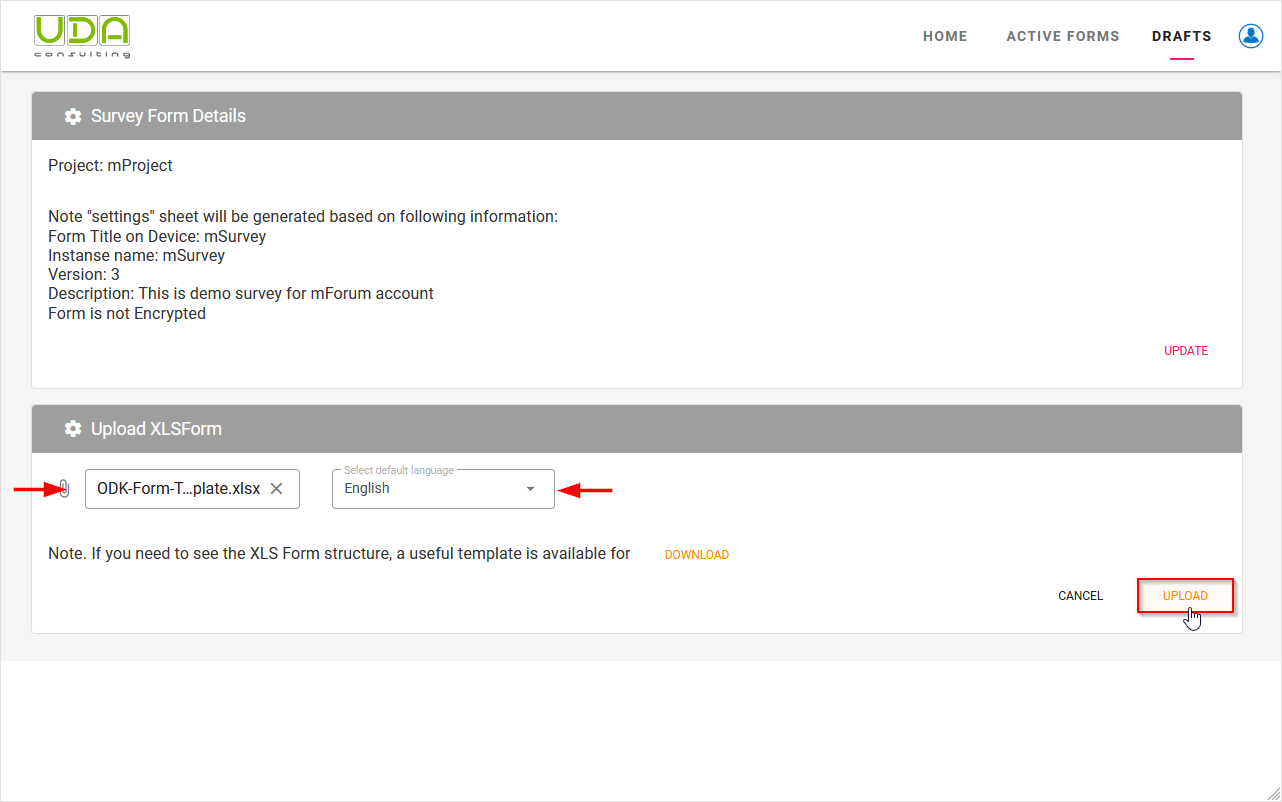 UDA
consulting
HOME
ACTIVE FORMS
DRAFTS
Survey Form Details
Project: mProject
Note "settings" sheet will be generated based on following information:
Form Title on Device: mSurvey
Instanse name: mSurvey
Version: 3
Description: This is demo survey for mForum account
Form is not Encrypted
UPDATE
Upload XLSForm
ODK-Form-T…plate.xlsx
Select default language
English
Note. If you need to see the XLS Form structure, a useful template is available for
DOWNLOAD
CANCEL
UPLOAD